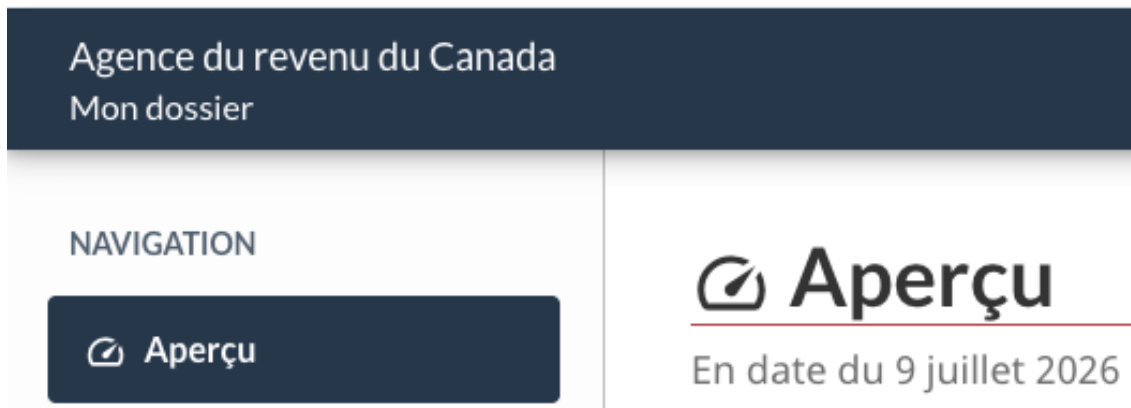 Agence du revenu du Canada
Mon dossier
NAVIGATION
Aperçu
Aperçu
En date du 9 juillet 2026